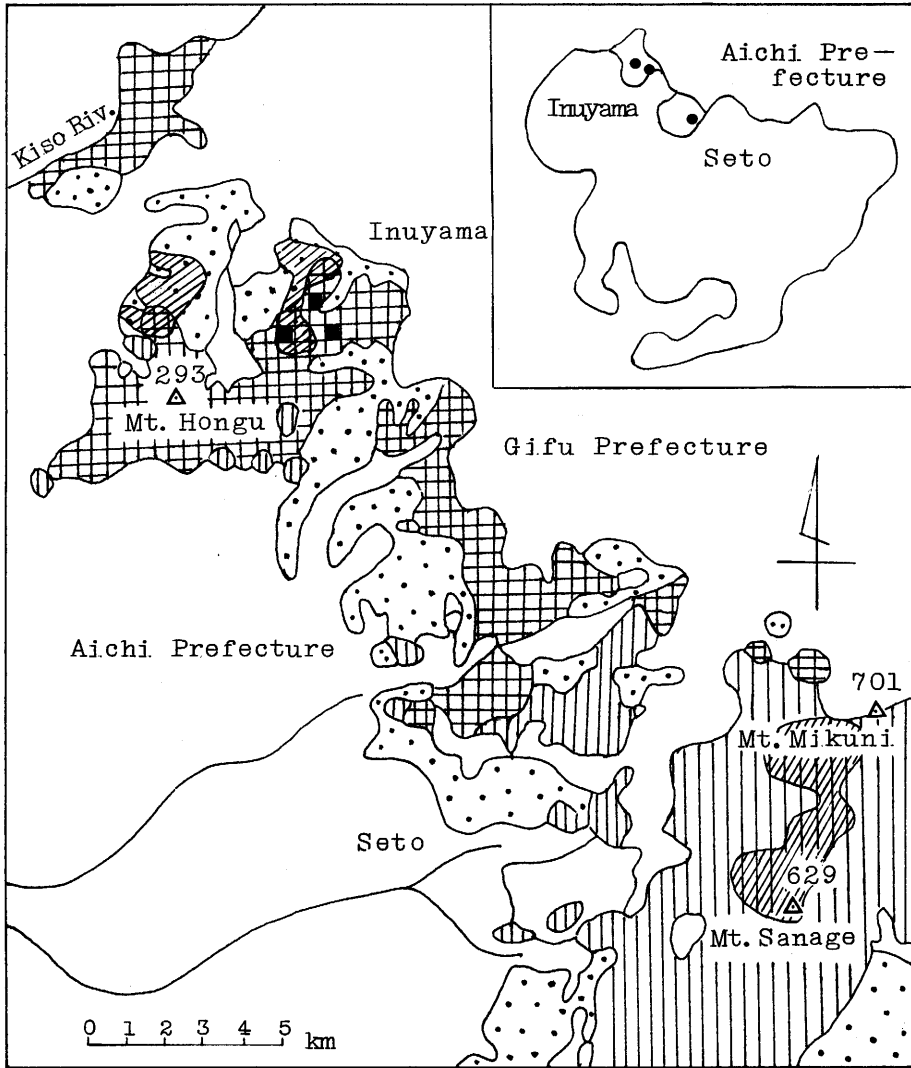 Kiso Riv.
Aichi Pre-
fecture
Inuyama
Seto
Inuyama
293
Mt. Hongu
Gifu Prefecture
Aichi Prefecture
701
Mt. Mikuni
Seto
629
Mt. Sanage
0 1 2 3 4 5
km